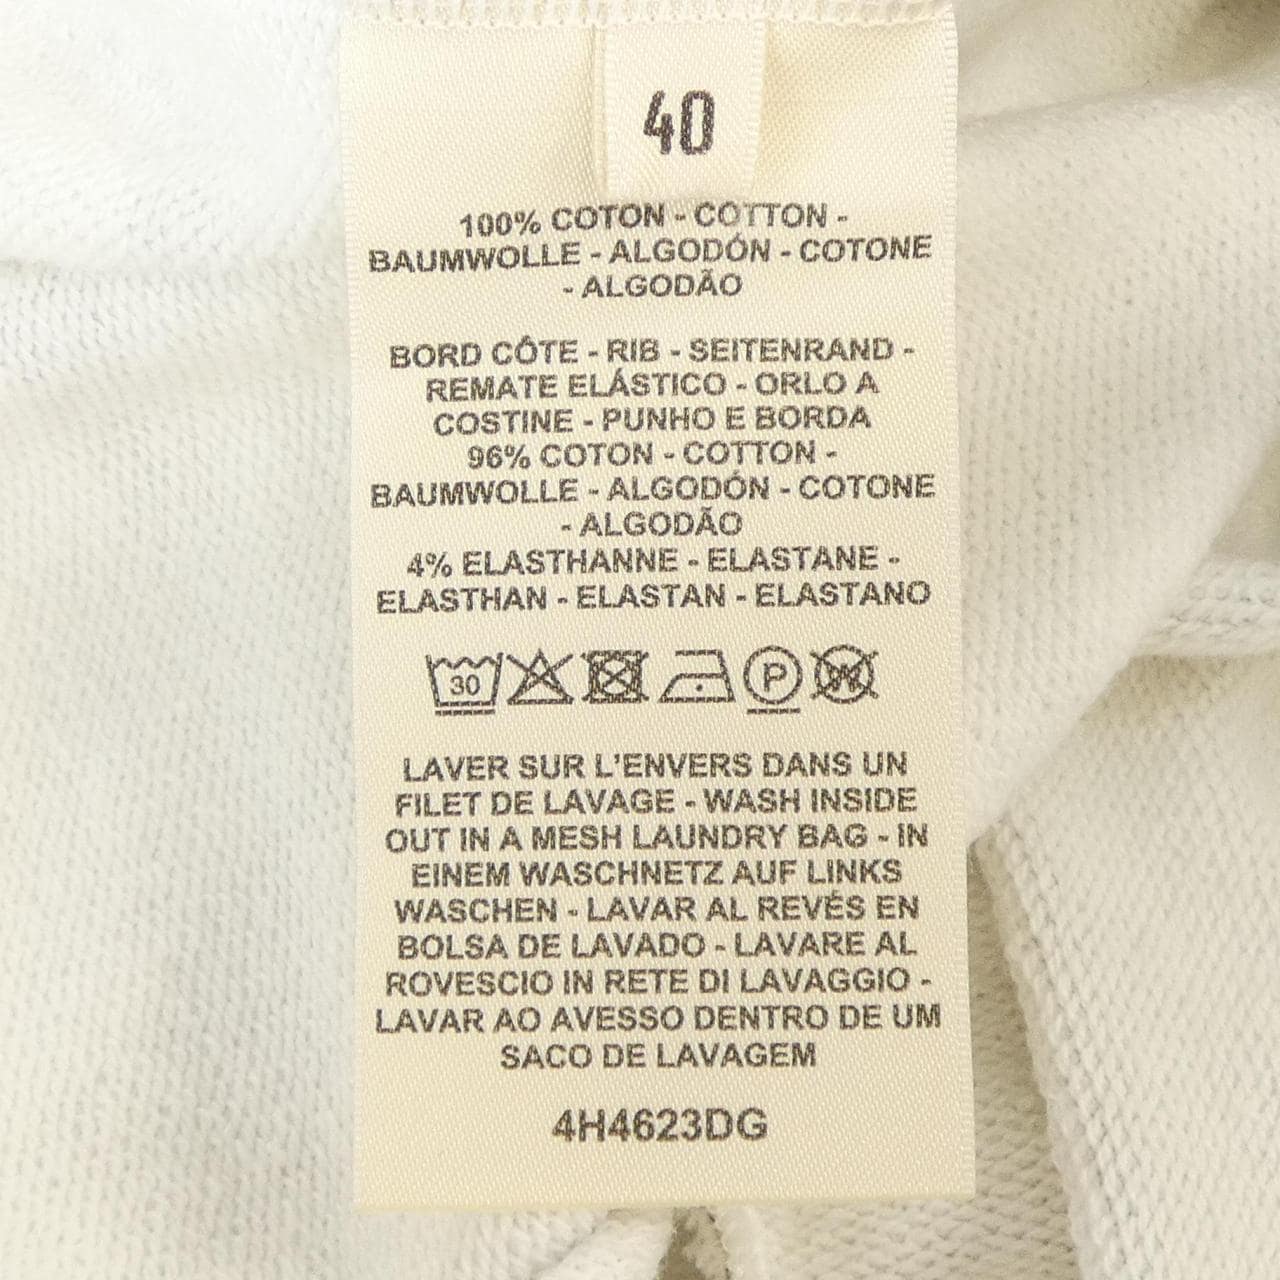 40
100% COTON - COTTON -
BAUMWOLLE - ALGODÓN - COTONE
- ALGODÃO
BORD CÔTE - RIB - SEITENRAND -
REMATE ELÁSTICO - ORLO A
COSTINE - PUNHO E BORDA
96% COTON - COTTON -
BAUMWOLLE - ALGODÓN - COTONE
- ALGODÃO
4% ELASTHANNE - ELASTANE -
ELASTHAN - ELASTAN - ELASTANO
30 P W
LAVER SUR L'ENVERS DANS UN
FILET DE LAVAGE - WASH INSIDE
OUT IN A MESH LAUNDRY BAG - IN
EINEM WASCHNETZ AUF LINKS
WASCHEN - LAVAR AL REVÉS EN
BOLSA DE LAVADO - LAVARE AL
ROVESCIO IN RETE DI LAVAGGIO -
LAVAR AO AVESSO DENTRO DE UM
SACO DE LAVAGEM
4H4623DG